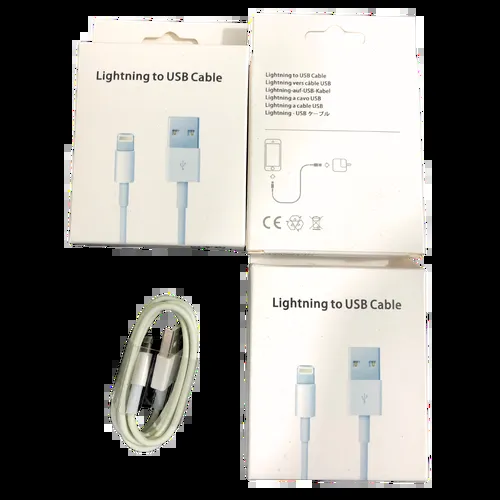 Lightning to USB Cable
Lightning to USB Cable
Lightning vers câble USB
Lightning-auf-USB-Kabel
Lightning a cavo USB
Lightning a cable USB
Lightning - USB ケーブル
CE
Lightning to USB Cable